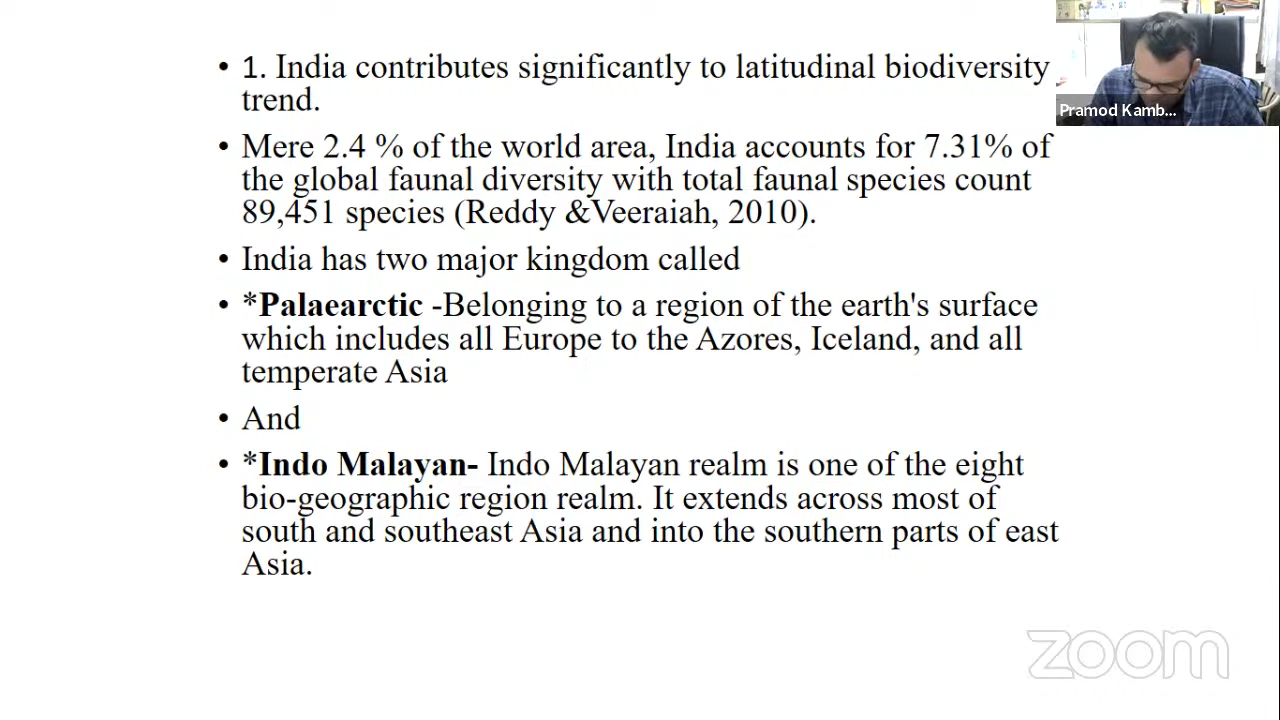 • 1. India contributes significantly to latitudinal biodiversity
trend.
• Mere 2.4 % of the world area, India accounts for 7.31% of
the global faunal diversity with total faunal species count
89,451 species (Reddy &Veeraiah, 2010).
• India has two major kingdom called
• *Palaearctic -Belonging to a region of the earth's surface
which includes all Europe to the Azores, Iceland, and all
temperate Asia
• And
• *Indo Malayan- Indo Malayan realm is one of the eight
bio-geographic region realm. It extends across most of
south and southeast Asia and into the southern parts of east
Asia.
Pramod Kamb...
zoom